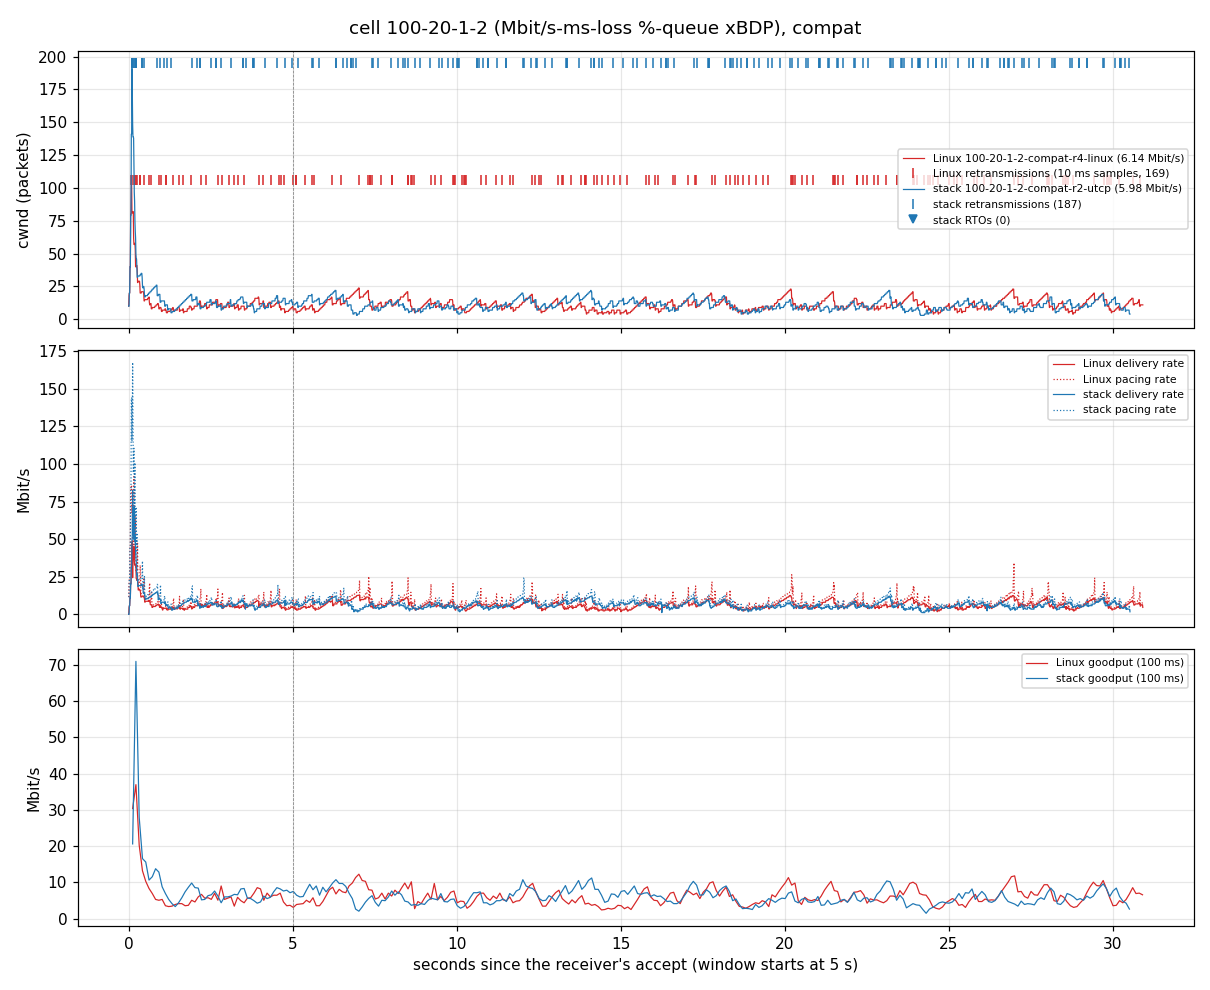 cell 100-20-1-2 (Mbit/s-ms-loss %-queue xBDP), compat
cwnd (packets)
200
175
150
125
100
75
50
25
0
Linux 100-20-1-2-compat-r4-linux (6.14 Mbit/s)
Linux retransmissions (10 ms samples, 169)
stack 100-20-1-2-compat-r2-utcp (5.98 Mbit/s)
stack retransmissions (187)
stack RTOs (0)
Mbit/s
175
150
125
100
75
50
25
0
Linux delivery rate
Linux pacing rate
stack delivery rate
stack pacing rate
Mbit/s
70
60
50
40
30
20
10
0
Linux goodput (100 ms)
stack goodput (100 ms)
0 5 10 15 20 25 30
seconds since the receiver's accept (window starts at 5 s)